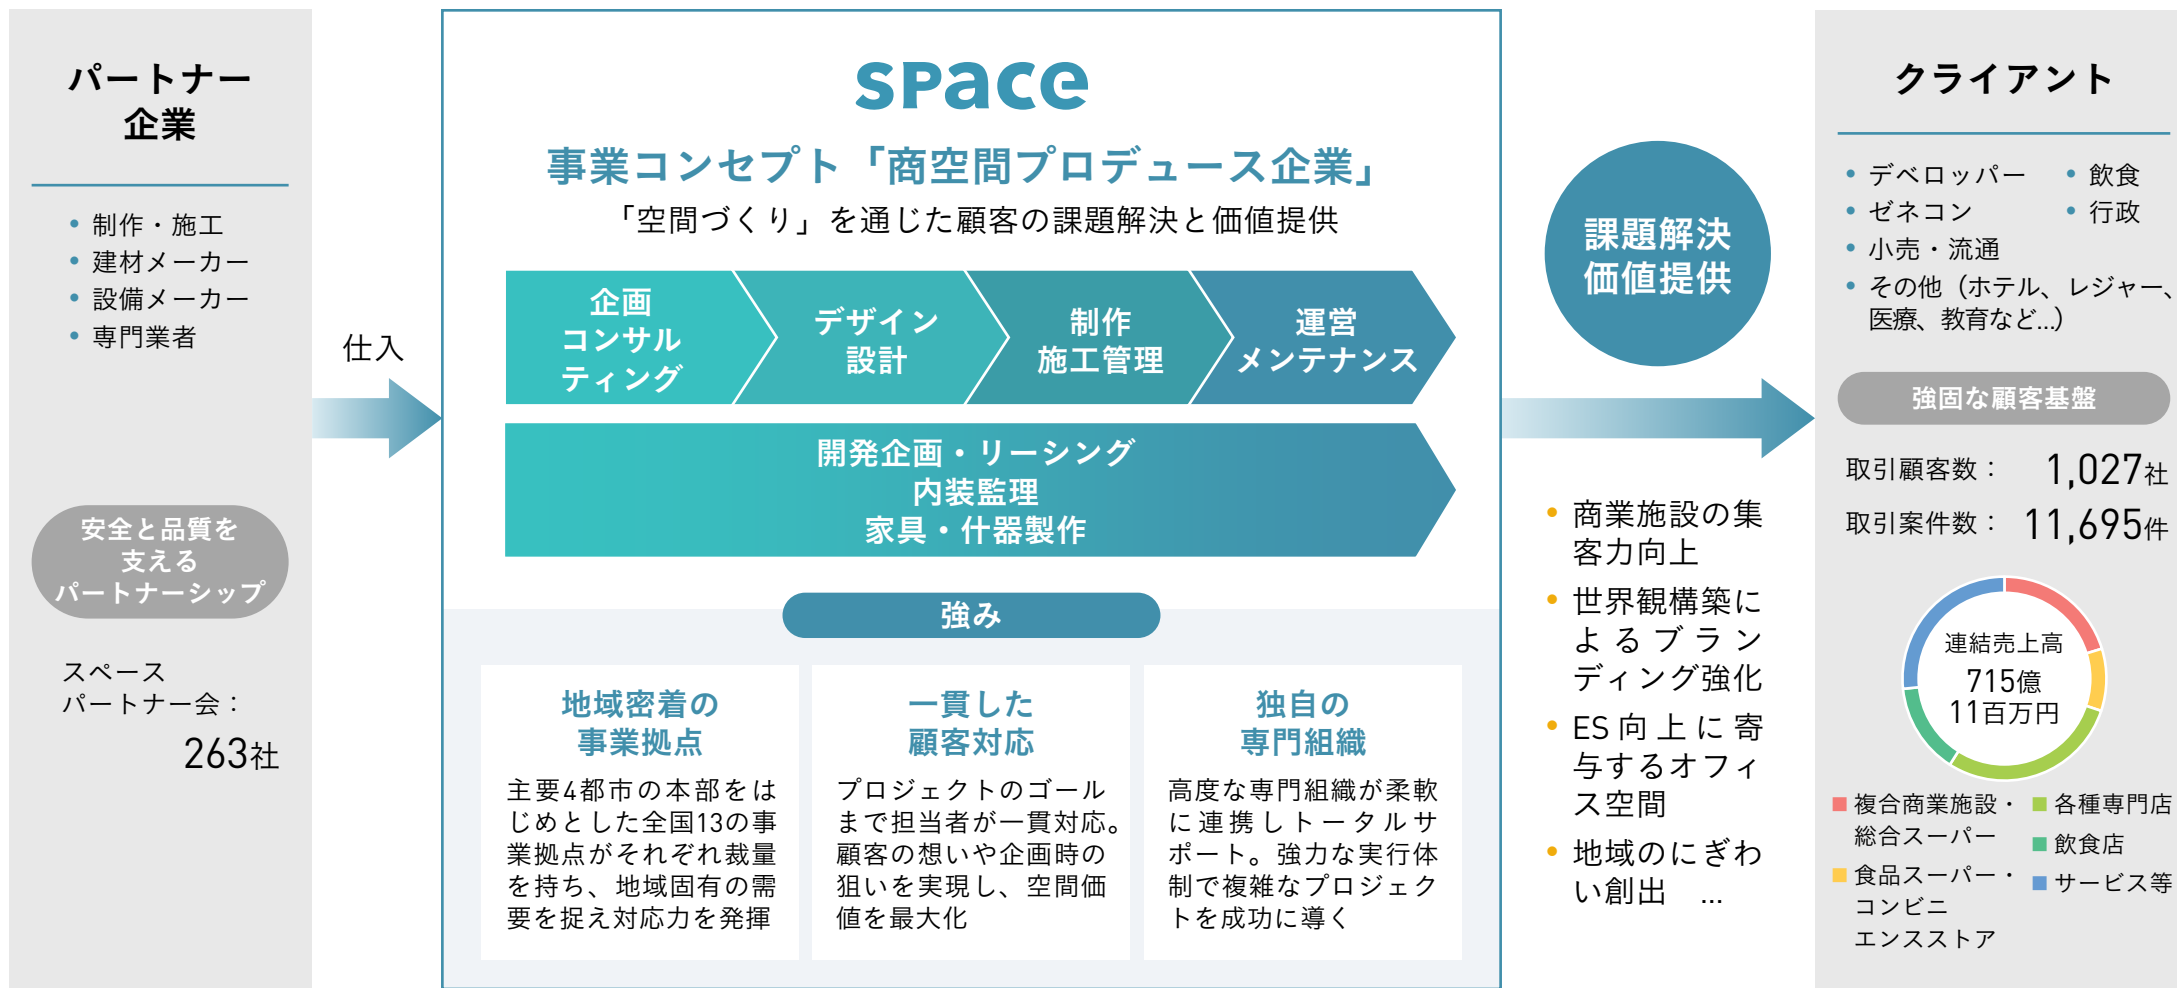 パートナー
企業
制作・施工
建材メーカー
設備メーカー
専門業者
安全と品質を
支える
パートナーシップ
スペース
パートナー会：
263社
仕入
space
事業コンセプト「商空間プロデュース企業」
「空間づくり」を通じた顧客の課題解決と価値提供
企画
コンサル
ティング
デザイン
設計
制作
施工管理
運営
メンテナンス
開発企画・リーシング
内装監理
家具・什器製作
強み
地域密着の
事業拠点
主要4都市の本部をは
じめとした全国13の事
業拠点がそれぞれ裁量
を持ち、地域固有の需
要を捉え対応力を発揮
一貫した
顧客対応
プロジェクトのゴール
まで担当者が一貫対応。
顧客の想いや企画時の
狙いを実現し、空間価
値を最大化
独自の
専門組織
高度な専門組織が柔軟
に連携しトータルサ
ポート。強力な実行体
制で複雑なプロジェク
トを成功に導く
課題解決
価値提供
商業施設の集
客力向上
世界観構築に
よるブラン
ディング強化
ES向上に寄
与するオフィ
ス空間
地域のにぎわ
い創出 …
クライアント
デベロッパー
飲食
ゼネコン
行政
小売・流通
その他（ホテル、レジャー、
医療、教育など…）
強固な顧客基盤
取引顧客数： 1,027社
取引案件数： 11,695件
連結売上高
715億
11百万円
複合商業施設・
総合スーパー
食品スーパー・
コンビニ
エンスストア
各種専門店
飲食店
サービス等